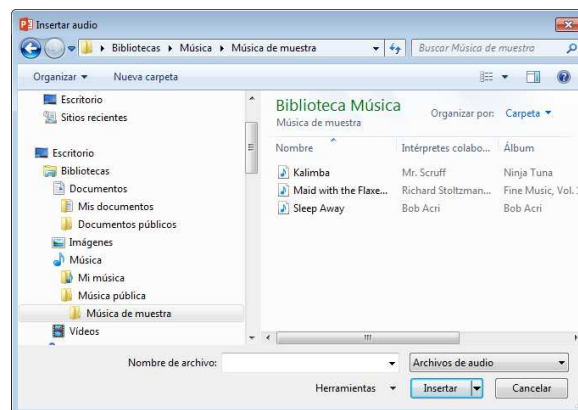 Insertar audio
Bibliotecas ▸ Música ▸ Música de muestra
Buscar Música de muestra
Organizar
Nueva carpeta
Escritorio
Sitios recientes
Escritorio
Bibliotecas
Documentos
Mis documentos
Documentos públicos
Imágenes
Música
Mi música
Música pública
Música de muestra
Vídeos
Biblioteca Música
Música de muestra
Organizar por: Carpeta
Nombre Intérpretes colabo... Álbum
Kalimba Mr. Scruff Ninja Tuna
Maid with the Flaxe... Richard Stoltzman... Fine Music, Vol.
Sleep Away Bob Acri Bob Acri
Nombre de archivo:
Archivos de audio
Herramientas Insertar Cancelar